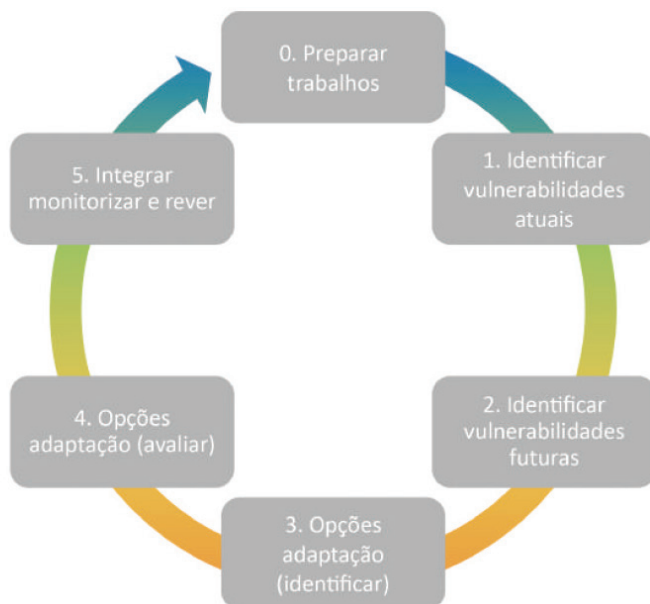 0. Preparar
trabalhos
1. Identificar
vulnerabilidades
atuais
2. Identificar
vulnerabilidades
futuras
3. Opções
adaptação
(identificar)
4. Opções
adaptação (avaliar)
5. Integrar
monitorizar e rever